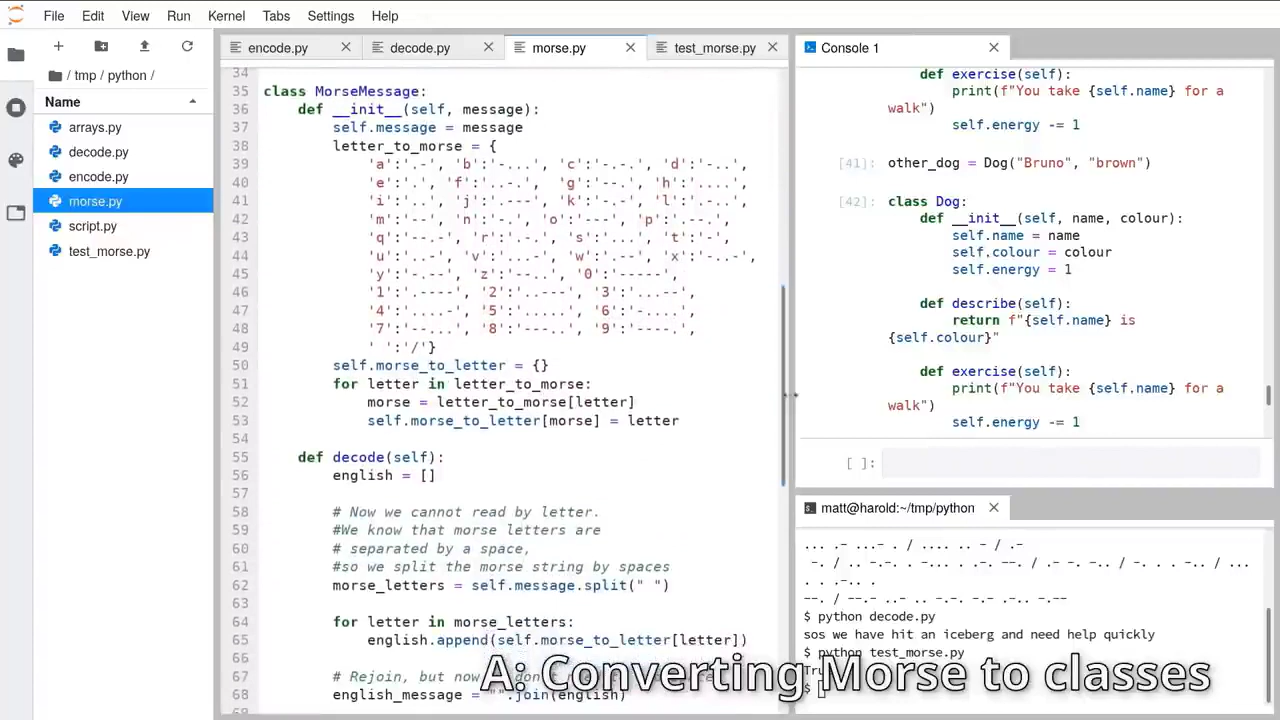 File Edit View Run Kernel Tabs Settings Help
/ tmp / python /
Name
arrays.py
decode.py
encode.py
morse.py
script.py
test_morse.py
encode.py decode.py morse.py test_morse.py
34
35 class MorseMessage:
36 def __init__(self, message):
37 self.message = message
38 letter_to_morse = {
39 'a':'.-', 'b':'-...', 'c':'-.-.', 'd':'-..',
40 'e':'.', 'f':'..-.', 'g':'--.', 'h':'....',
41 'i':'..', 'j':'.---', 'k':'-.-', 'l':'.-..',
42 'm':'--', 'n':'-.', 'o':'---', 'p':'.--.',
43 'q':'--.-', 'r':'.-.', 's':'...', 't':'-',
44 'u':'..-', 'v':'...-', 'w':'.--', 'x':'-..-',
45 'y':'-.--', 'z':'--..', '0':'-----',
46 '1':'.----', '2':'..---', '3':'...--',
47 '4':'....-', '5':'.....', '6':'-....',
48 '7':'--...', '8':'---..', '9':'----.',
49 ' ':'/'}
50 self.morse_to_letter = {}
51 for letter in letter_to_morse:
52 morse = letter_to_morse[letter]
53 self.morse_to_letter[morse] = letter
54
55 def decode(self):
56 english = []
57
58 # Now we cannot read by letter.
59 #We know that morse letters are
60 # separated by a space,
61 #so we split the morse string by spaces
62 morse_letters = self.message.split(" ")
63
64 for letter in morse_letters:
65 english.append(self.morse_to_letter[letter])
66
67 # Rejoin, but now
68 english_message = "".join(english)
Console 1
def exercise(self):
print(f"You take {self.name} for a
walk")
self.energy -= 1
[41]: other_dog = Dog("Bruno", "brown")
[42]: class Dog:
def __init__(self, name, colour):
self.name = name
self.colour = colour
self.energy = 1
def describe(self):
return f"{self.name} is
{self.colour}"
def exercise(self):
print(f"You take {self.name} for a
walk")
self.energy -= 1
[ ]:
matt@harold:~/tmp/python
... .- ...- . / .... .. - / .-
-. / .. -.-. . -... . .-. --. / .- -. -.. / -. . . -.. / ...
. . .-.. .
--. / --.- ..- .. -.-. -.- .-.. -.--
$ python decode.py
sos we have hit an iceberg and need help quickly
$ python test_morse.py
$
A: Converting Morse to classes